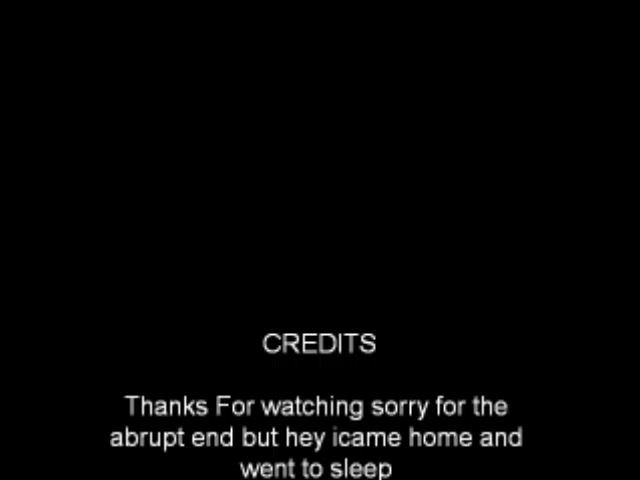 CREDITS
Thanks For watching sorry for the
abrupt end but hey icame home and
went to sleep